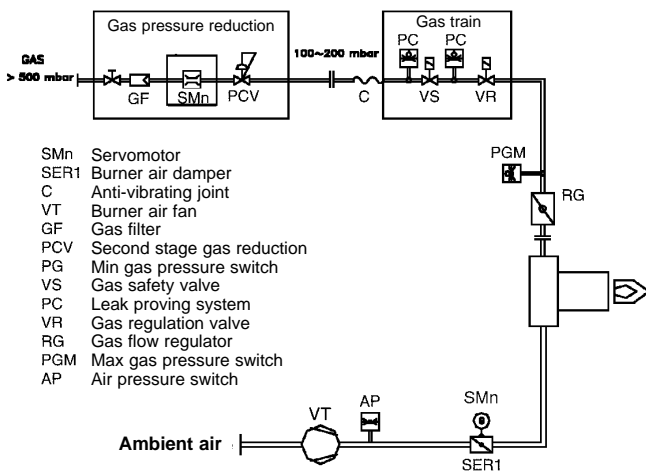 Gas pressure reduction
Gas train
GAS
> 500 mbar
100~200 mbar
PC
PC
GF
SMn
PCV
C
VS
VR
SMn Servomotor
SER1 Burner air damper
C Anti-vibrating joint
VT Burner air fan
GF Gas filter
PCV Second stage gas reduction
PG Min gas pressure switch
VS Gas safety valve
PC Leak proving system
VR Gas regulation valve
RG Gas flow regulator
PGM Max gas pressure switch
AP Air pressure switch
PGM
RG
Ambient air
VT
AP
SMn
SER1